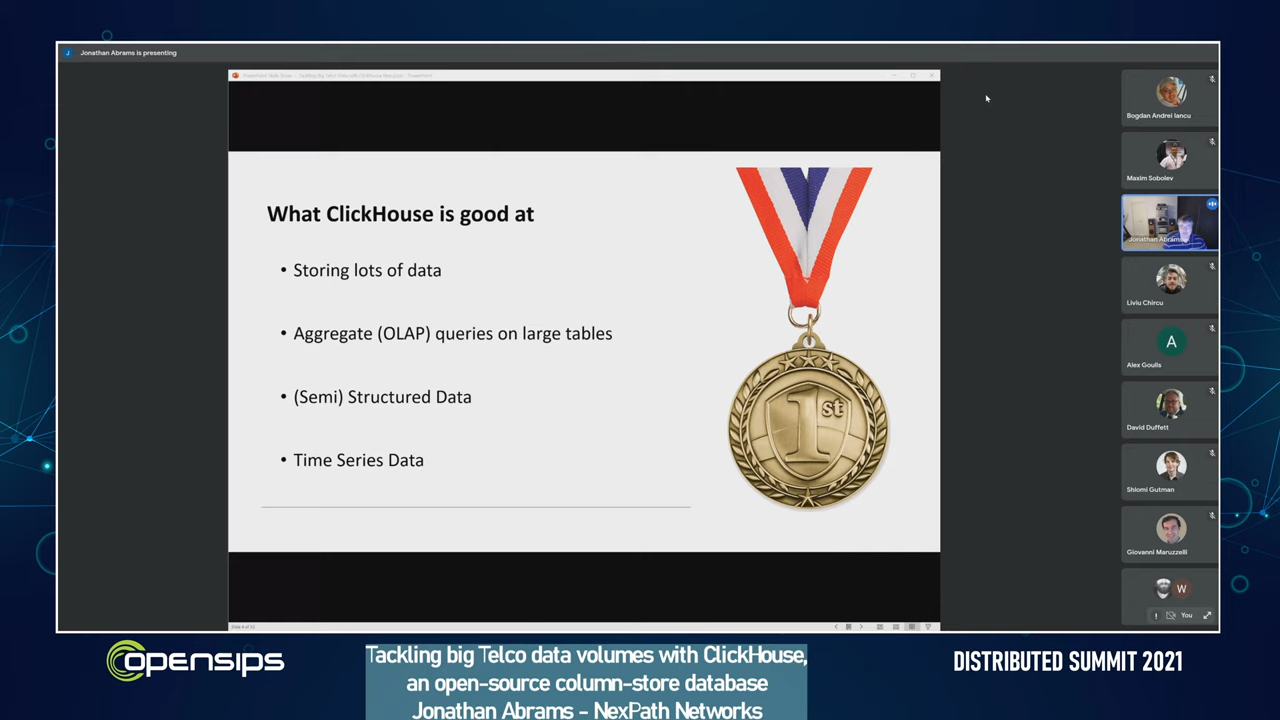 Jonathan Abrams is presenting
What ClickHouse is good at
• Storing lots of data
• Aggregate (OLAP) queries on large tables
• (Semi) Structured Data
• Time Series Data
1st
Bogdan Andrei Iancu
Maxim Sobolev
Jonathan Abrams
Liviu Chircu
A
Alex Goulis
David Duffett
Shlomi Gutman
Giovanni Maruzzelli
W
You
OPENSIPS
Tackling big Telco data volumes with ClickHouse,
an open-source column-store database
Jonathan Abrams - NexPath Networks
DISTRIBUTED SUMMIT 2021